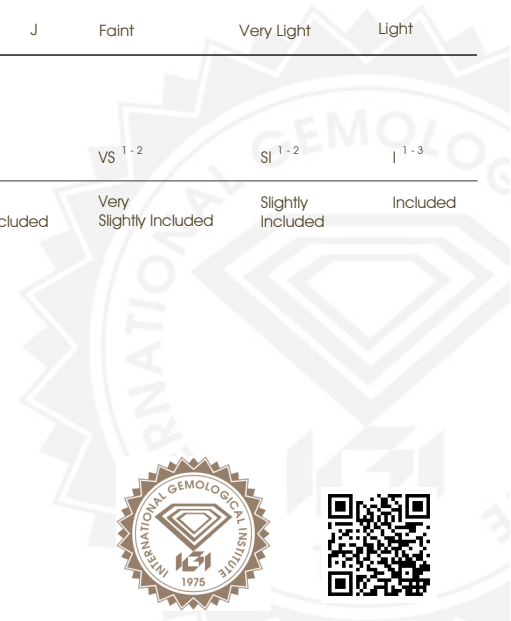 J Faint Very Light Light
VS 1 - 2 SI 1 - 2 I 1 - 3
Very Slightly Included
cluded Slightly Included Included
INTERNATIONAL GEMOLOGICAL INSTITUTE
IGI
1975